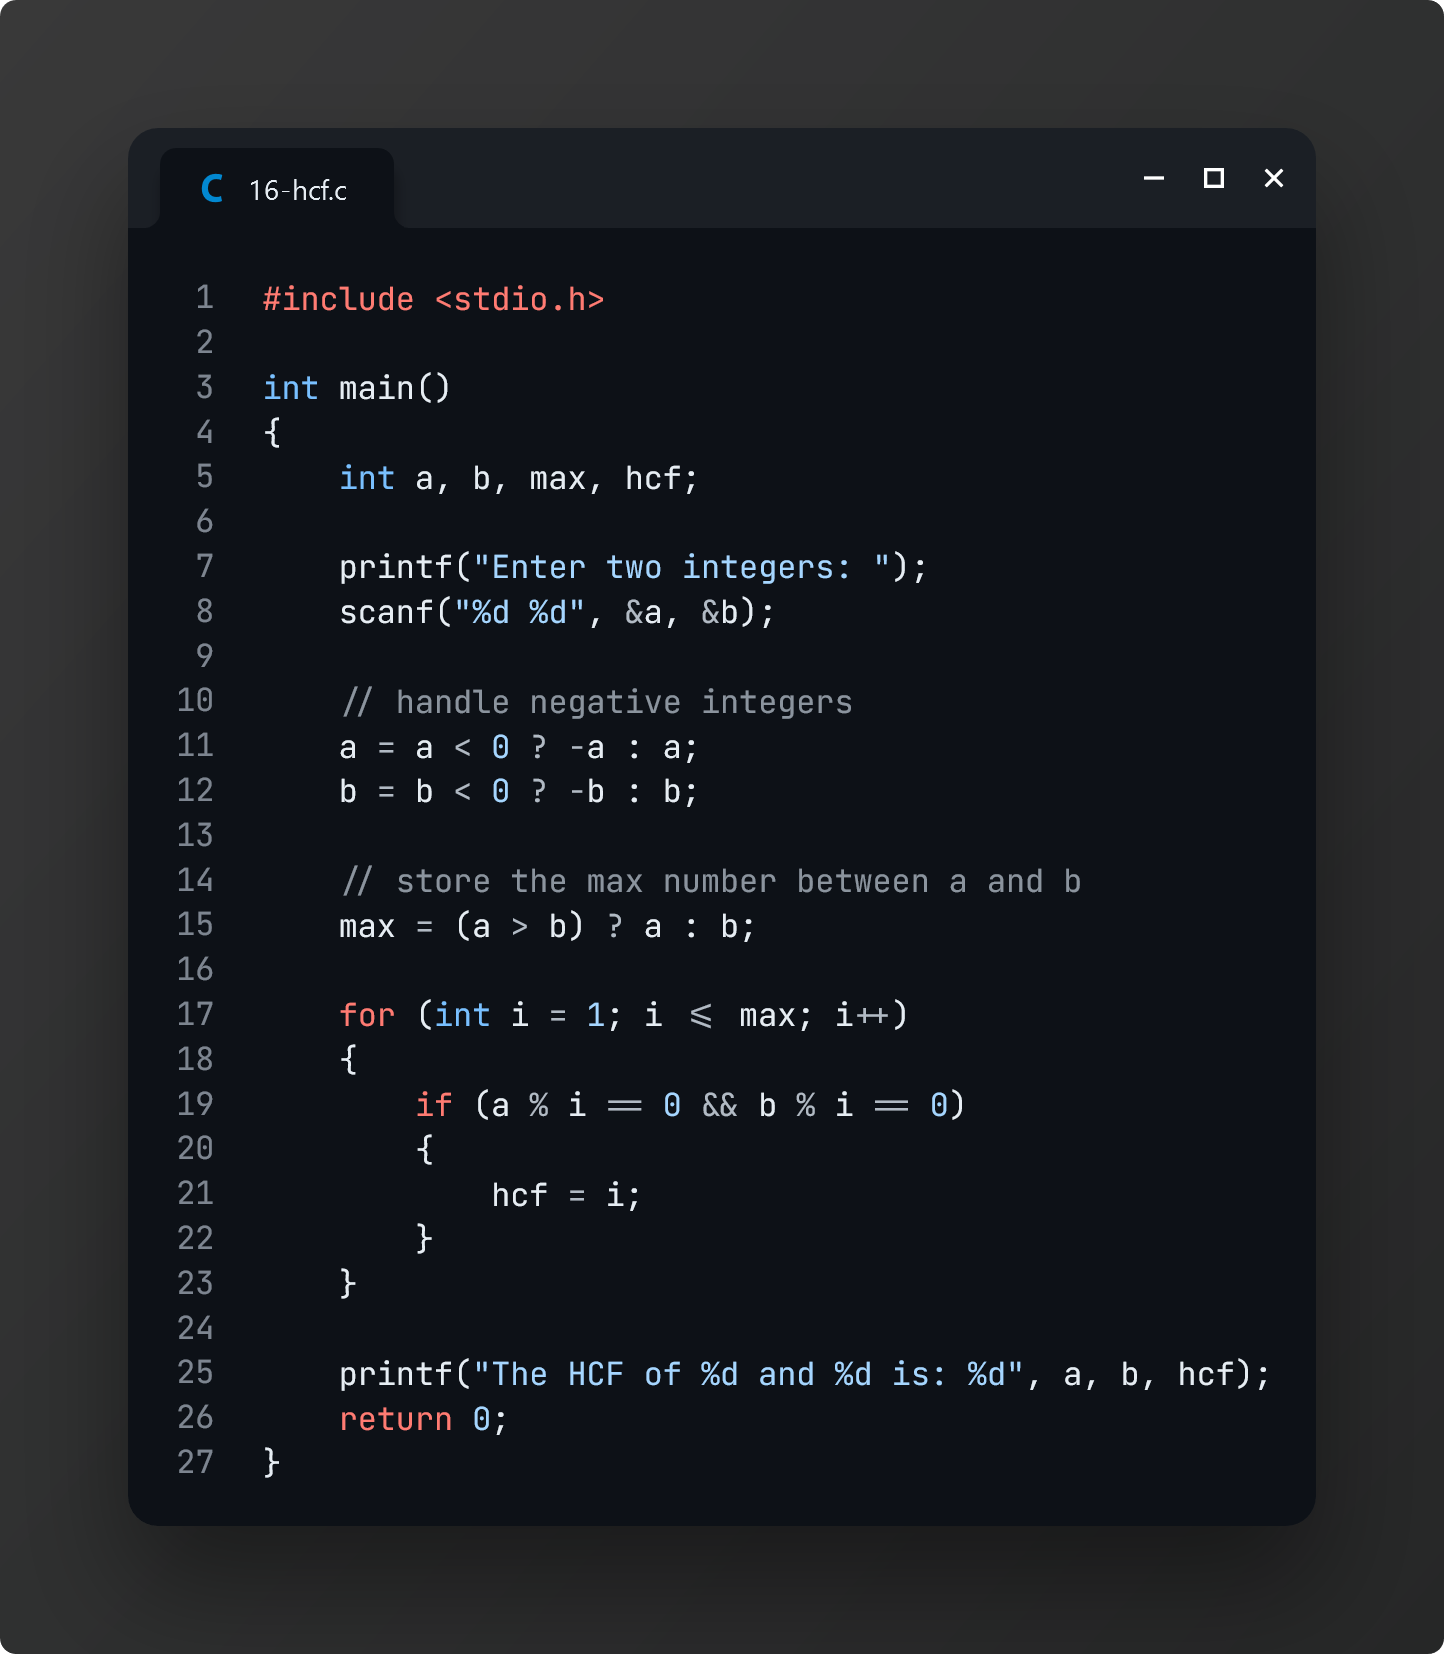 16-hcf.c
1 #include <stdio.h>
2
3 int main()
4 {
5     int a, b, max, hcf;
6
7     printf("Enter two integers: ");
8     scanf("%d %d", &a, &b);
9
10     // handle negative integers
11     a = a < 0 ? -a : a;
12     b = b < 0 ? -b : b;
13
14     // store the max number between a and b
15     max = (a > b) ? a : b;
16
17     for (int i = 1; i <= max; i++)
18     {
19         if (a % i == 0 && b % i == 0)
20         {
21             hcf = i;
22         }
23     }
24
25     printf("The HCF of %d and %d is: %d", a, b, hcf);
26     return 0;
27 }